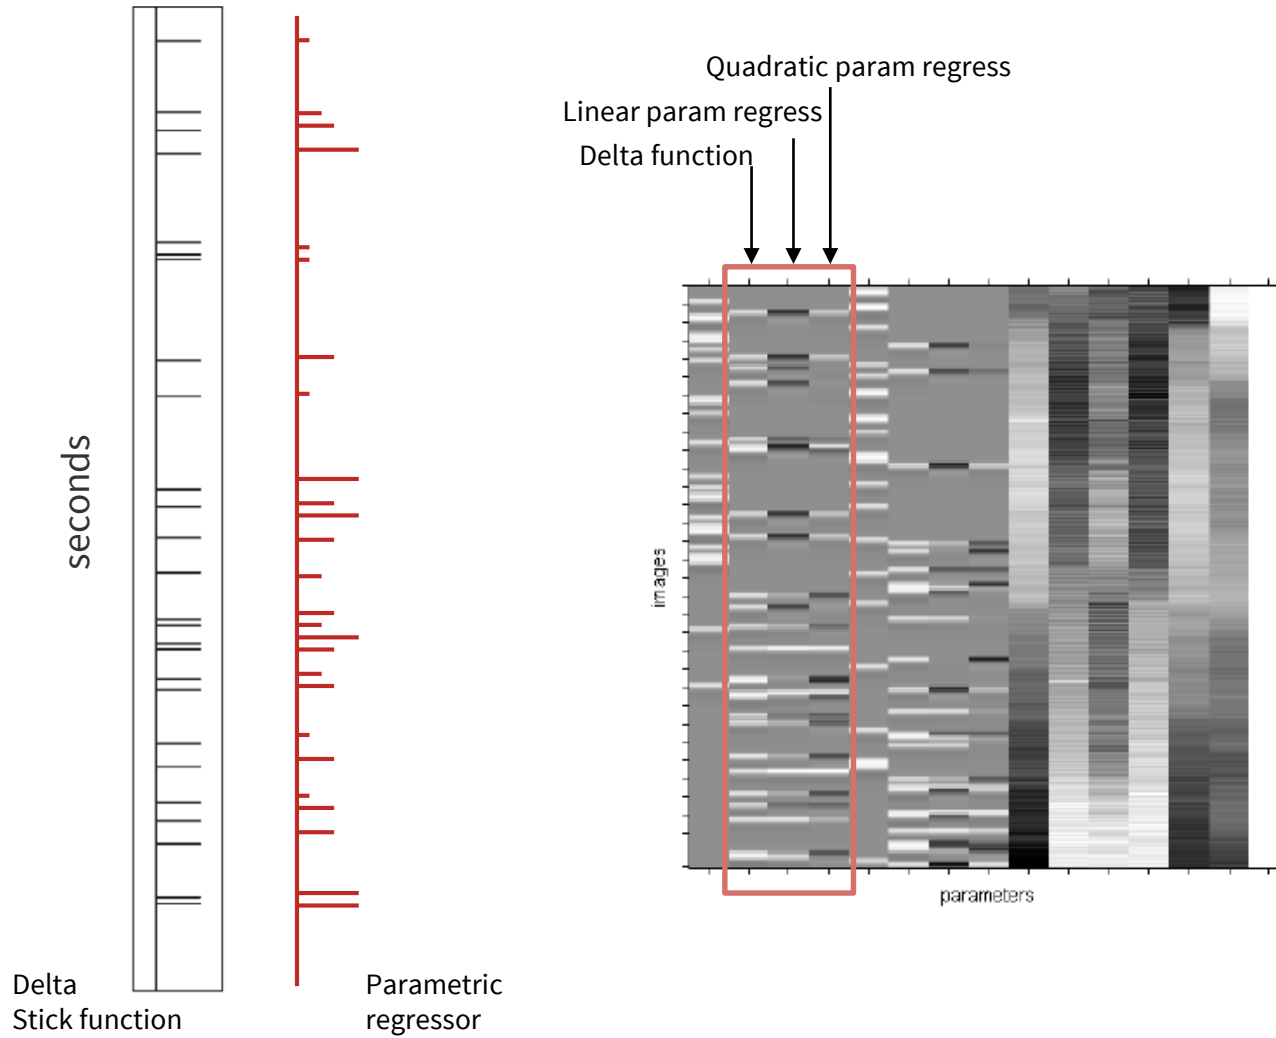 Quadratic param regress
Linear param regress
Delta function
seconds
images
parameters
Delta
Stick function
Parametric
regressor